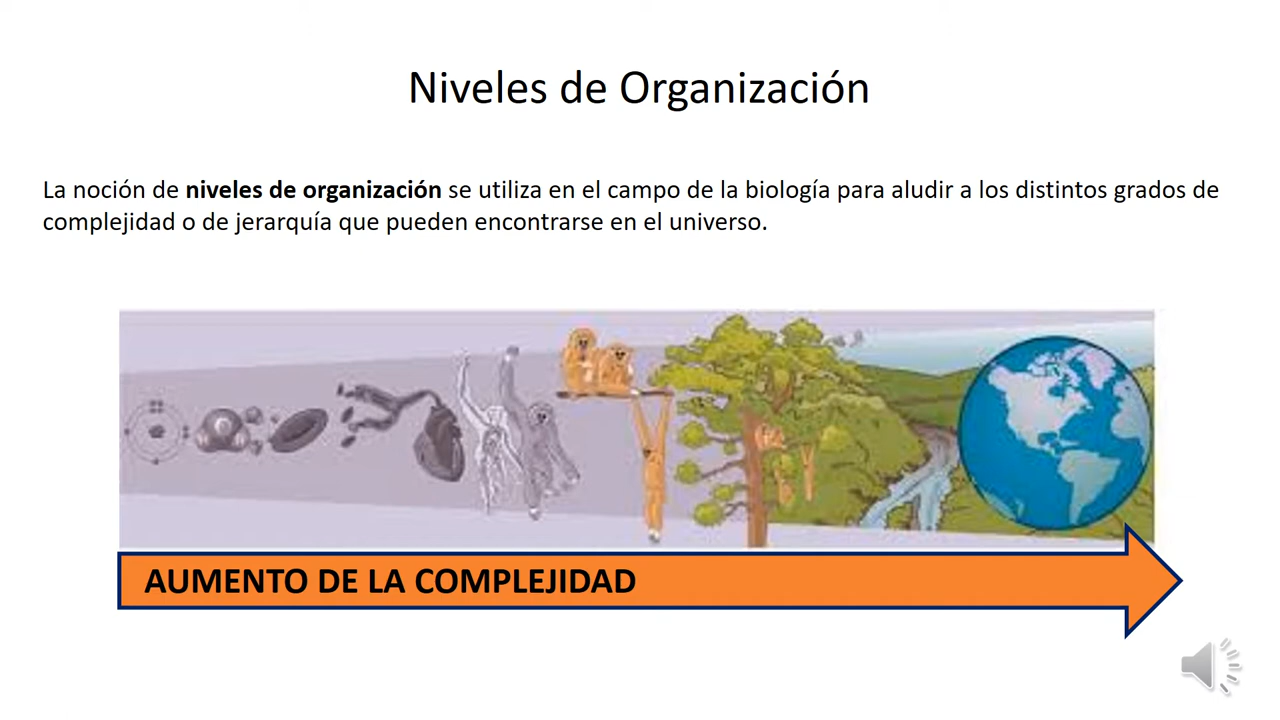 Niveles de Organización
La noción de niveles de organización se utiliza en el campo de la biología para aludir a los distintos grados de
complejidad o de jerarquía que pueden encontrarse en el universo.
AUMENTO DE LA COMPLEJIDAD